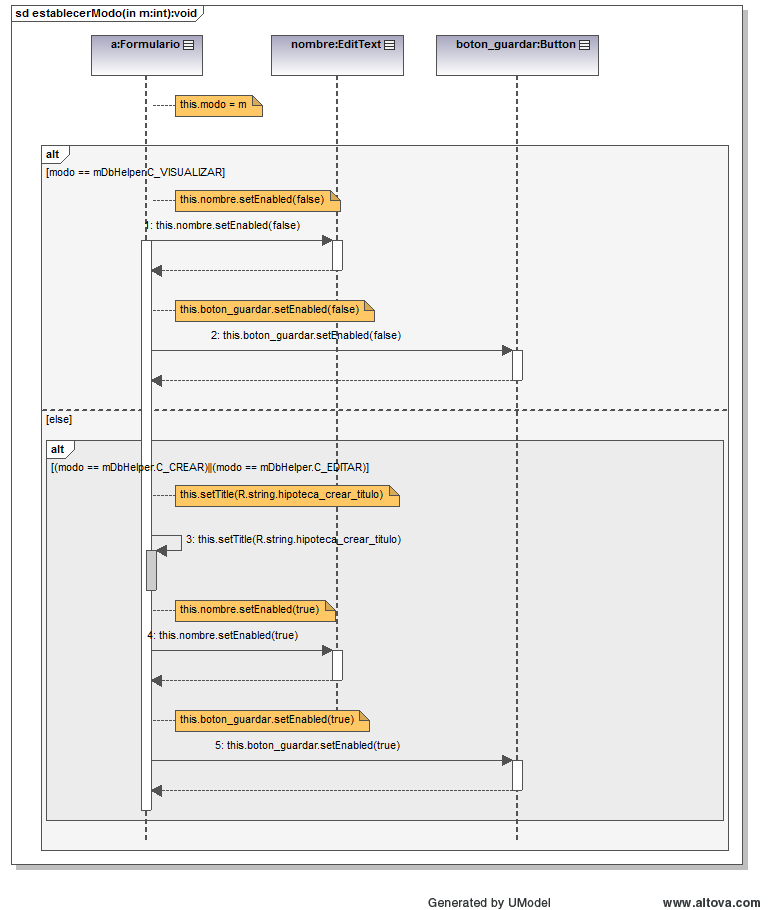 sd establecerModo(in m:int):void
a:Formulario
nombre:EditText
boton_guardar:Button
this.modo = m
alt
[modo == mDbHelper.C_VISUALIZAR]
this.nombre.setEnabled(false)
1: this.nombre.setEnabled(false)
this.boton_guardar.setEnabled(false)
2: this.boton_guardar.setEnabled(false)
[else]
alt
[(modo == mDbHelper.C_CREAR)||(modo == mDbHelper.C_EDITAR)]
this.setTitle(R.string.hipoteca_crear_titulo)
3: this.setTitle(R.string.hipoteca_crear_titulo)
this.nombre.setEnabled(true)
4: this.nombre.setEnabled(true)
this.boton_guardar.setEnabled(true)
5: this.boton_guardar.setEnabled(true)
Generated by UModel
www.altova.com